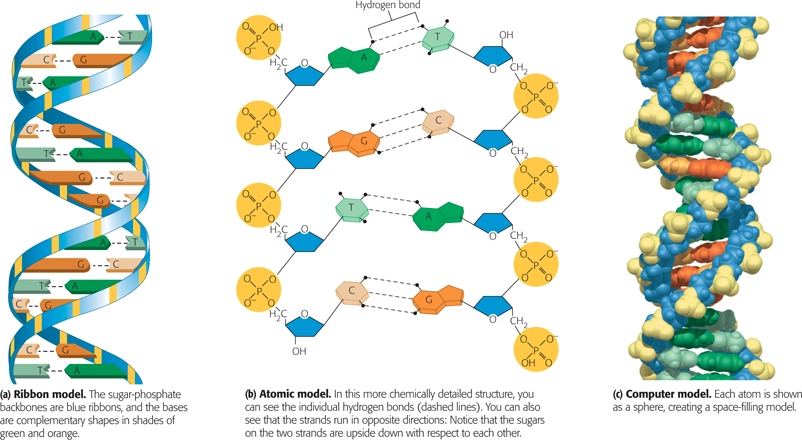 A T
C G
T A
C G
T A
G C
G
A T
G C
T A
C G
C G
T A
(a) Ribbon model. The sugar-phosphate
backbones are blue ribbons, and the bases
are complementary shapes in shades of
green and orange.
Hydrogen bond
O OH
P
O⁻ O
H₂C
O
A
T
OH
O
CH₂
O O⁻
P
O O
O O
P
O⁻ O
H₂C
O
G
C
O
CH₂
O O⁻
P
O O
O O
P
O⁻ O
H₂C
O
T
A
O
CH₂
O O⁻
P
O O
O O
P
O⁻ O
H₂C
O
OH
C
G
O
CH₂
O O⁻
P
OH O
(b) Atomic model. In this more chemically detailed structure, you
can see the individual hydrogen bonds (dashed lines). You can also
see that the strands run in opposite directions: Notice that the sugars
on the two strands are upside down with respect to each other.
(c) Computer model. Each atom is shown
as a sphere, creating a space-filling model.